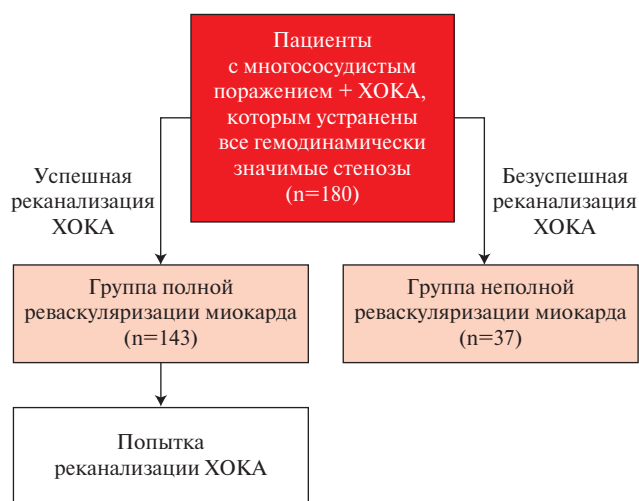 Пациенты
с многососудистым
поражением + ХОКА,
которым устранены
все гемодинамически
значимые стенозы
(n=180)
Успешная
реканализация
ХОКА
Безуспешная
реканализация
ХОКА
Группа полной
реваскуляризации миокарда
(n=143)
Группа неполной
реваскуляризации миокарда
(n=37)
Попытка
реканализации ХОКА